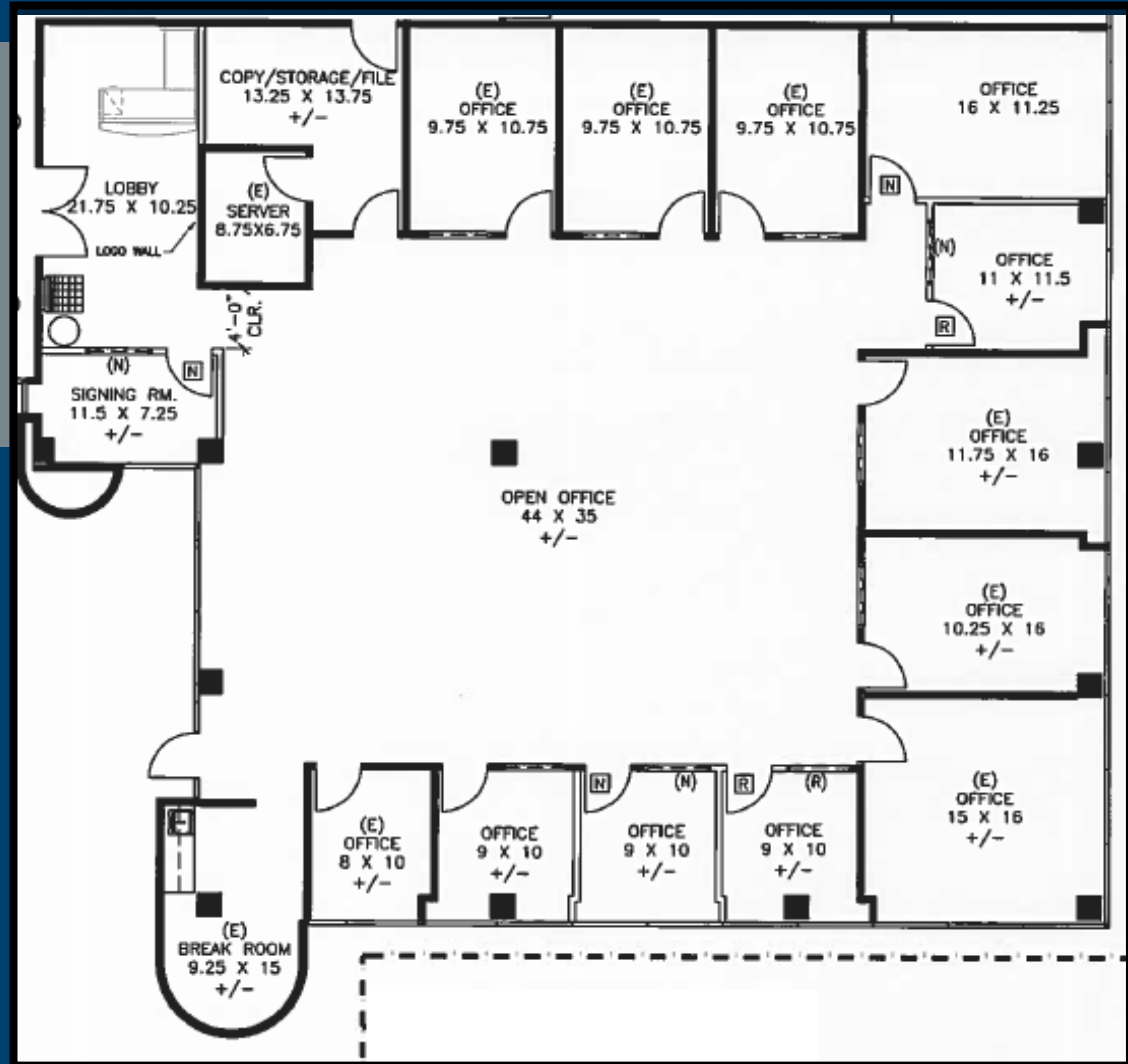 COPY/STORAGE/FILE
13.25 X 13.75
+/-
(E)
OFFICE
9.75 X 10.75
(E)
OFFICE
9.75 X 10.75
(E)
OFFICE
9.75 X 10.75
OFFICE
16 X 11.25
N
LOBBY
21.75 X 10.25
LOGO WALL
(E)
SERVER
8.75X6.75
(N)
OFFICE
11 X 11.5
+/-
R
4'-0"
CLR.
(N)
N
SIGNING RM.
11.5 X 7.25
+/-
(E)
OFFICE
11.75 X 16
+/-
OPEN OFFICE
44 X 35
+/-
(E)
OFFICE
10.25 X 16
+/-
(E)
OFFICE
15 X 16
+/-
(E)
OFFICE
8 X 10
+/-
OFFICE
9 X 10
+/-
N
(N)
OFFICE
9 X 10
+/-
R
(R)
OFFICE
9 X 10
+/-
(E)
BREAK ROOM
9.25 X 15
+/-